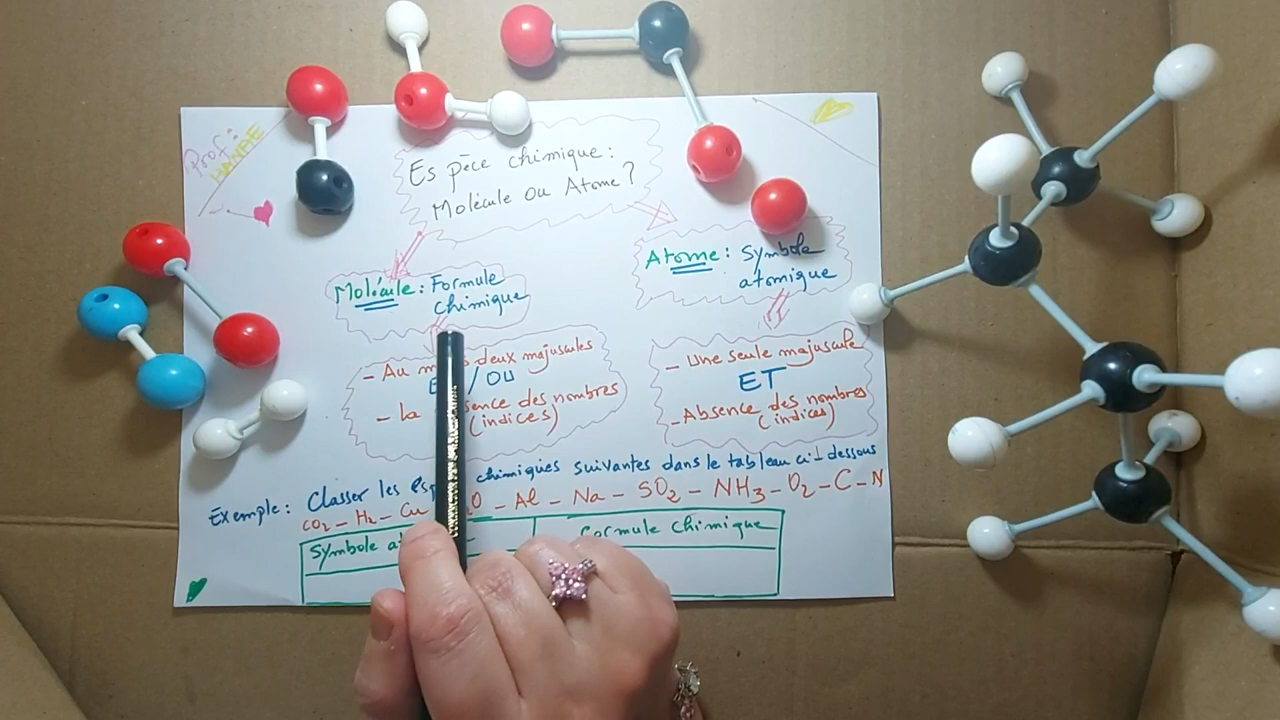 Prof:
HANAE
Espèce chimique:
Molécule ou Atome?
Molécule: Formule
chimique
Atome: Symbole
atomique
- Au deux majuscules
/ OU
- La des nombres
(indices)
- Une seule majuscule
ET
- Absence des nombres
(indices)
Exemple: Classer les chimiques suivantes dans le tableau ci-dessous
CO2 - H2 - Cu - Al - Na - SO2 - NH3 - O2 - C - N
Symbole
Formule chimique